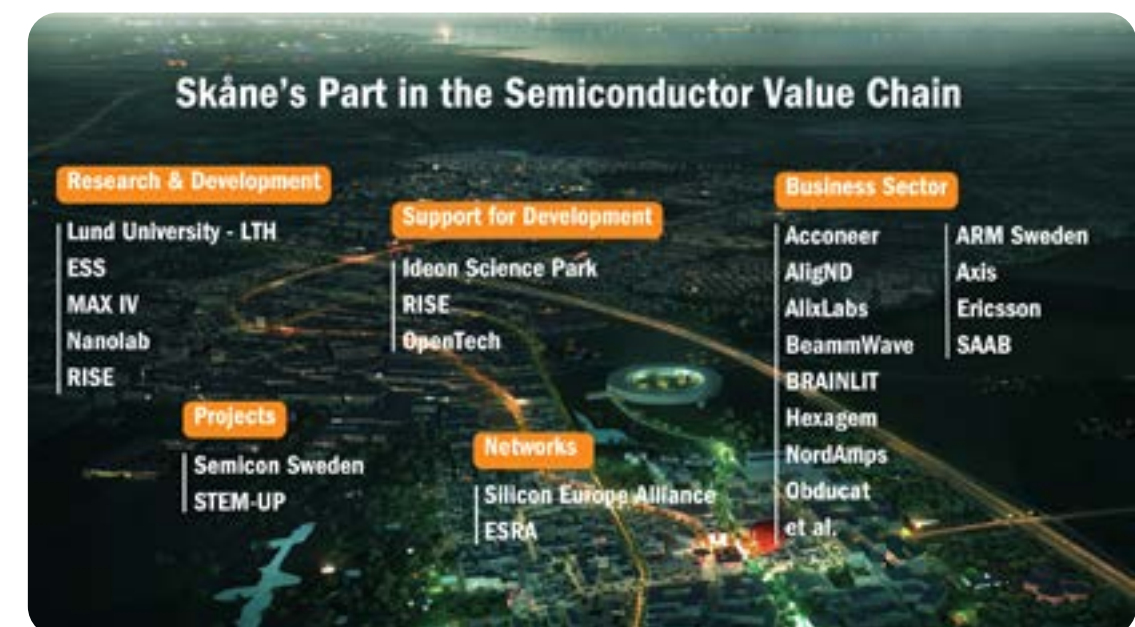 Skåne's Part in the Semiconductor Value Chain
Research & Development
Lund University - LTH
ESS
MAX IV
Nanolab
RISE
Projects
Semicon Sweden
STEM-UP
Support for Development
Ideon Science Park
RISE
OpenTech
Networks
Silicon Europe Alliance
ESRA
Business Sector
Acconeer
AligND
AlixLabs
BeammWave
BRAINLIT
Hexagem
NordAmps
Obducat
et al.
ARM Sweden
Axis
Ericsson
SAAB